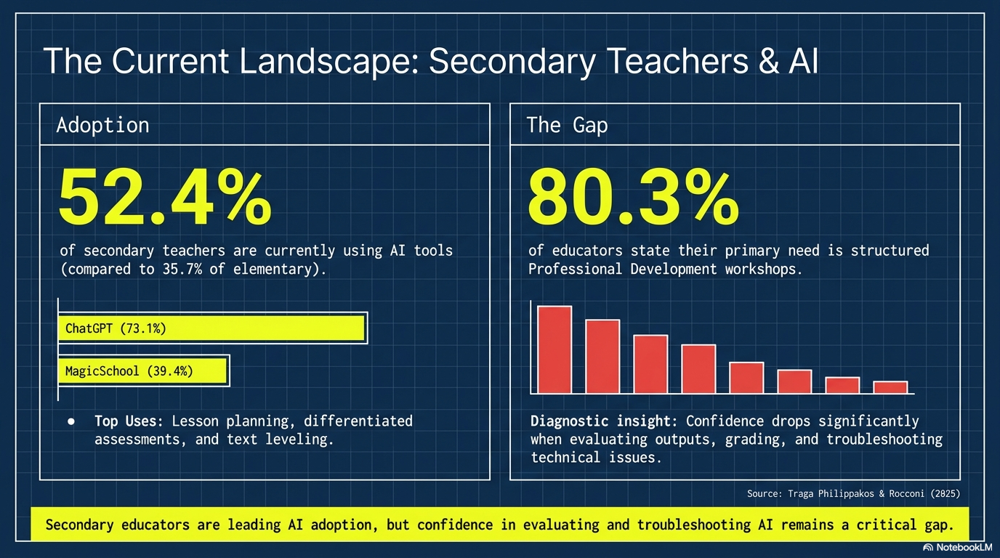 The Current Landscape: Secondary Teachers & AI
Adoption
52.4%
of secondary teachers are currently using AI tools
(compared to 35.7% of elementary).
ChatGPT (73.1%)
MagicSchool (39.4%)
● Top Uses: Lesson planning, differentiated
assessments, and text leveling.
The Gap
80.3%
of educators state their primary need is structured
Professional Development workshops.
Diagnostic insight: Confidence drops significantly
when evaluating outputs, grading, and troubleshooting
technical issues.
Source: Traga Philippakos & Rocconi (2025)
Secondary educators are leading AI adoption, but confidence in evaluating and troubleshooting AI remains a critical gap.
NotebookLM